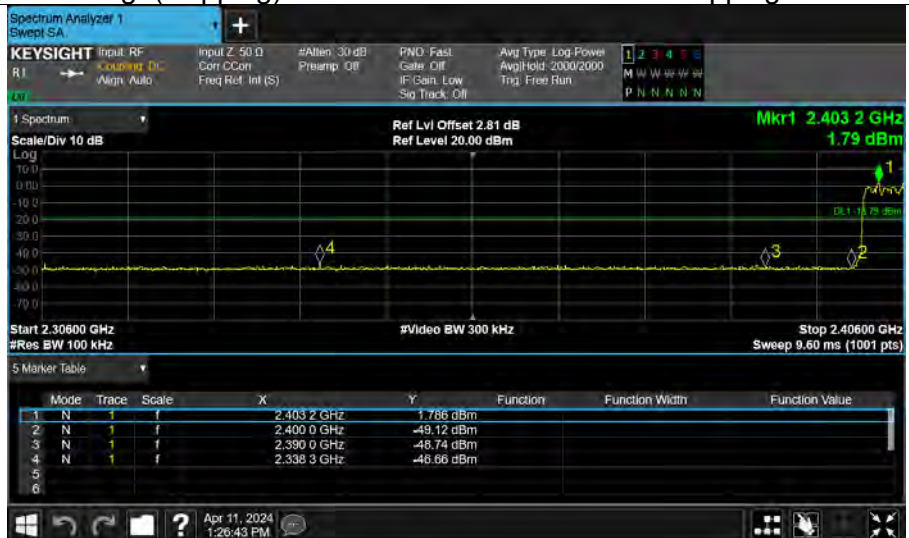 Spectrum Analyzer 1
Swept SA
+
KEYSIGHT
Input: RF
Coupling: DC
Align: Auto
Input Z: 50 Ω
Corr CCorr
Freq Ref: Int (S)
#Atten: 30 dB
Preamp: Off
PNO: Fast
Gate: Off
IF Gain: Low
Sig Track: Off
Avg Type: Log-Power
Avg|Hold: 2000/2000
Trig: Free Run
1 2 3 4 5 6
M W W W W W
P N N N N N
1 Spectrum
Scale/Div 10 dB
Log
Ref Lvl Offset 2.81 dB
Ref Level 20.00 dBm
Mkr1 2.403 2 GHz
1.79 dBm
10.0
0.00
-10.0
-20.0
-30.0
-40.0
-50.0
-60.0
-70.0
1
2
3
4
Start 2.30600 GHz
#Res BW 100 kHz
#Video BW 300 kHz
Stop 2.40600 GHz
Sweep 9.60 ms (1001 pts)
5 Marker Table
Mode Trace Scale X Y Function Function Width Function Value
1 N 1 f 2.403 2 GHz 1.786 dBm
2 N 1 f 2.400 0 GHz -49.12 dBm
3 N 1 f 2.390 0 GHz -48.74 dBm
4 N 1 f 2.338 3 GHz -46.66 dBm
5
6
?
Apr 11, 2024
1:26:43 PM